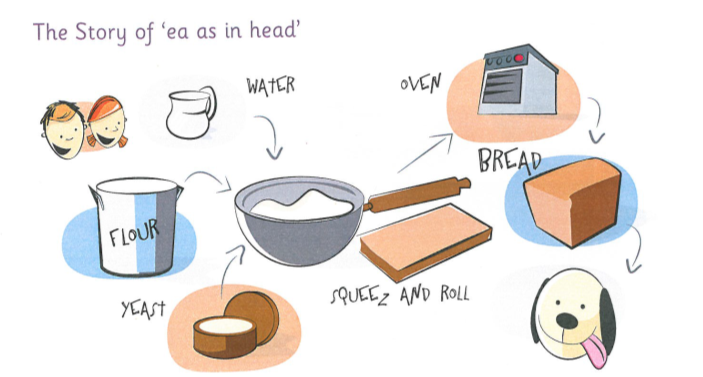 The Story of 'ea as in head'
WATER
OVEN
BREAD
FLOUR
YEAST
SQUEEZ AND ROLL